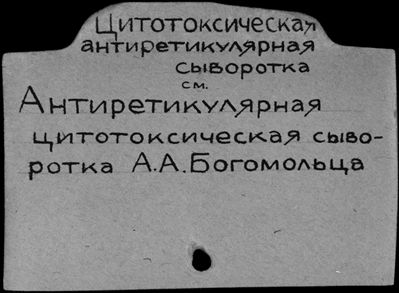 Цитотоксическая
антиретикулярная
сыворотка
см.
Антиретикулярная
цитотоксическая сыво-
ротка А.А.Богомольца